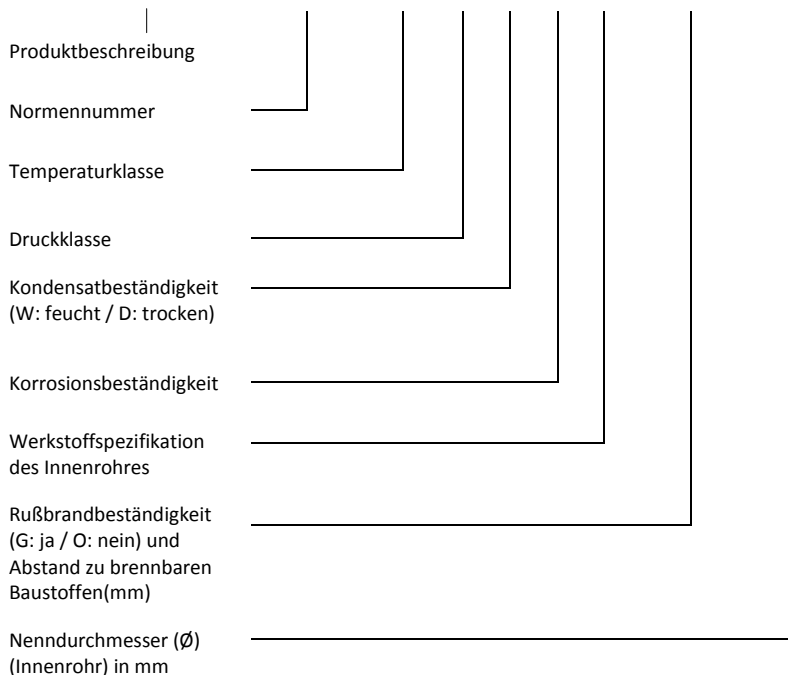 Produktbeschreibung
Normennummer
Temperaturklasse
Druckklasse
Kondensatbeständigkeit
(W: feucht / D: trocken)
Korrosionsbeständigkeit
Werkstoffspezifikation
des Innenrohres
Rußbrandbeständigkeit
(G: ja / O: nein) und
Abstand zu brennbaren
Baustoffen(mm)
Nenndurchmesser (Ø)
(Innenrohr) in mm